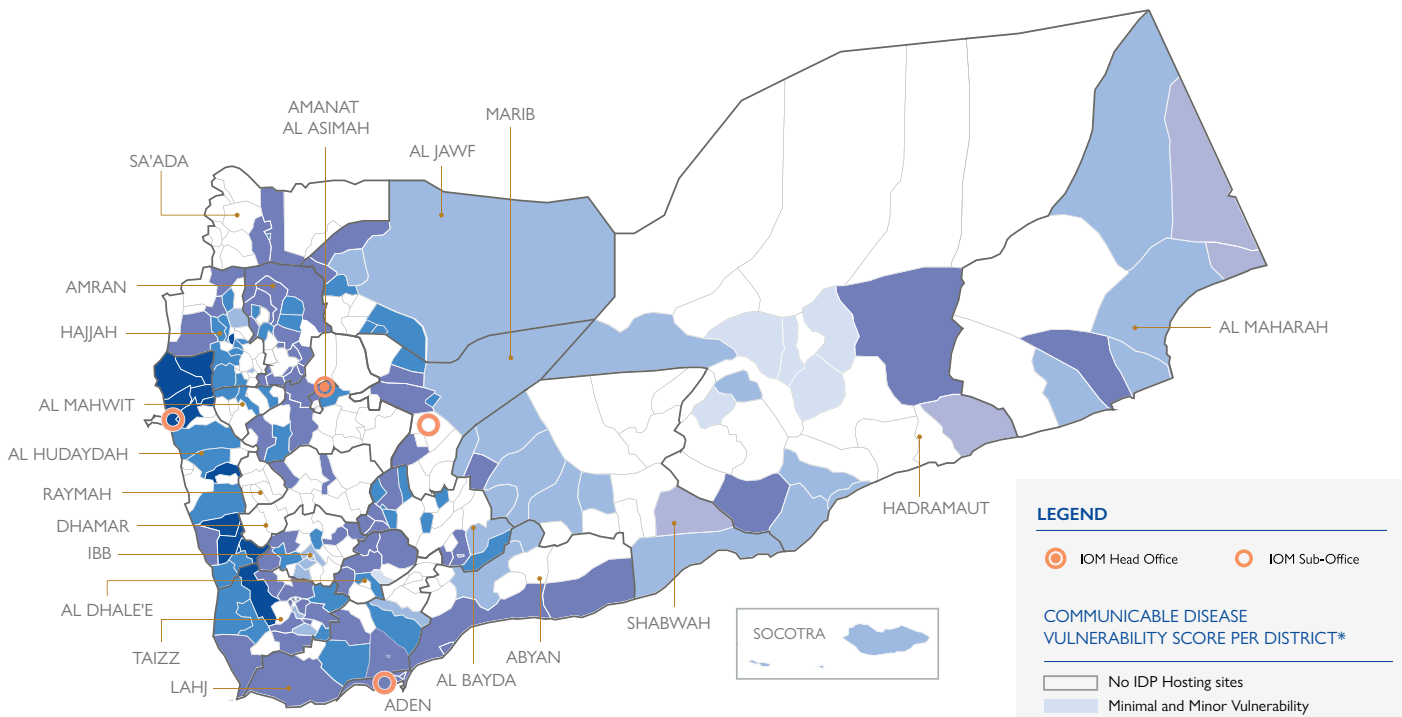 AMANAT
AL ASIMAH
MARIB
AL JAWF
SA'ADA
AMRAN
HAJJAH
AL MAHARAH
AL MAHWIT
AL HUDAYDAH
RAYMAH
HADRAMAUT
DHAMAR
IBB
AL DHALE'E
SHABWAH
SOCOTRA
TAIZZ
ABYAN
LAHJ
AL BAYDA
ADEN
LEGEND
IOM Head Office
IOM Sub-Office
COMMUNICABLE DISEASE
VULNERABILITY SCORE PER DISTRICT*
No IDP Hosting sites
Minimal and Minor Vulnerability